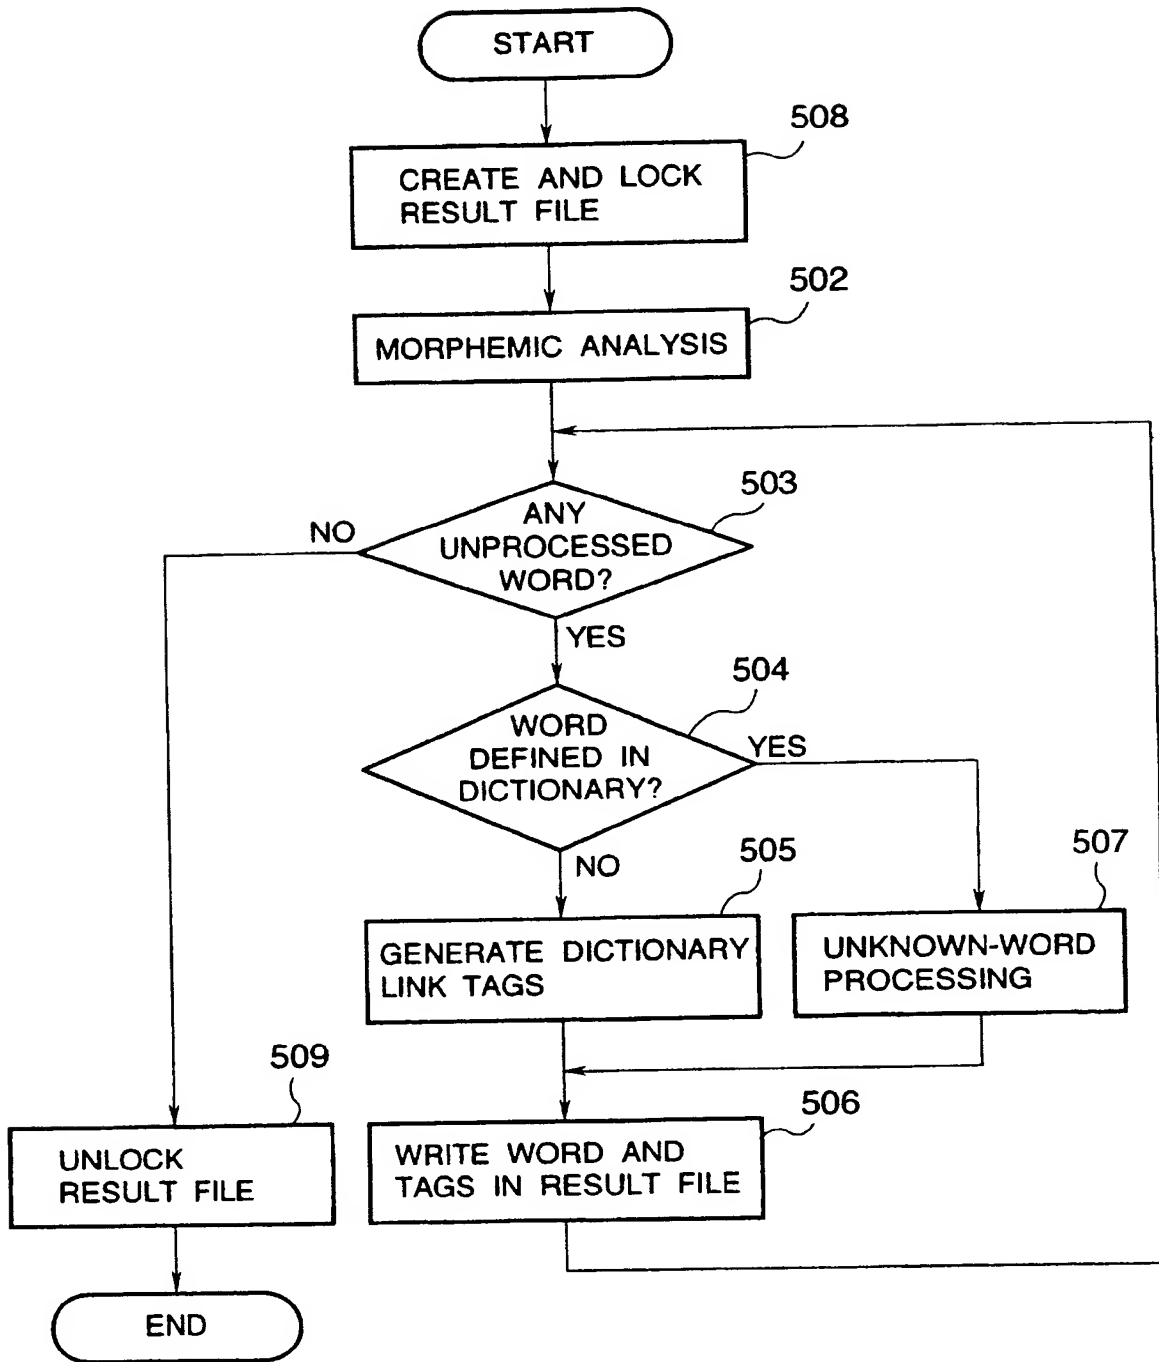 START
508
CREATE AND LOCK
RESULT FILE
502
MORPHEMIC ANALYSIS
503
ANY
UNPROCESSED
WORD?
NO
YES
504
WORD
DEFINED IN
DICTIONARY?
YES
NO
505
507
GENERATE DICTIONARY
LINK TAGS
UNKNOWN-WORD
PROCESSING
509
506
UNLOCK
RESULT FILE
WRITE WORD AND
TAGS IN RESULT FILE
END